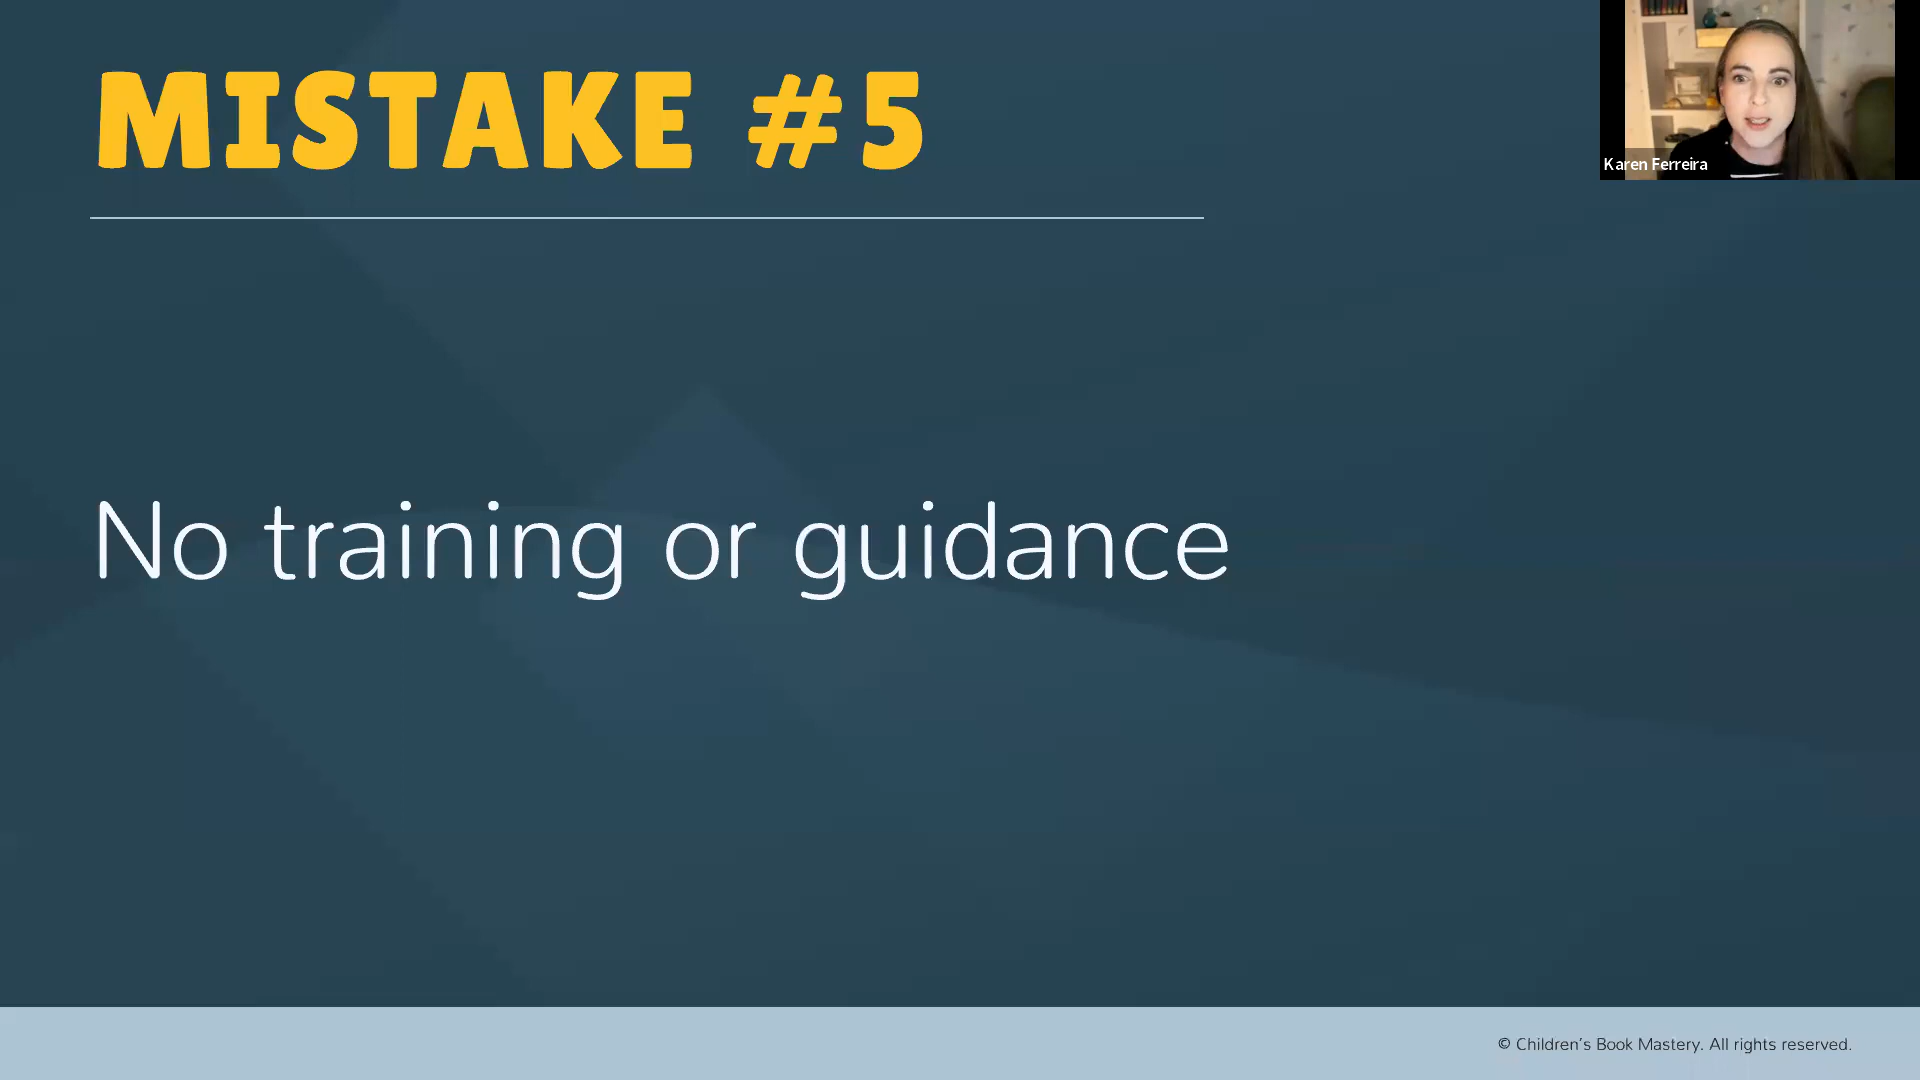 MISTAKE #5
Karen Ferreira
No training or guidance
© Children's Book Mastery. All rights reserved.